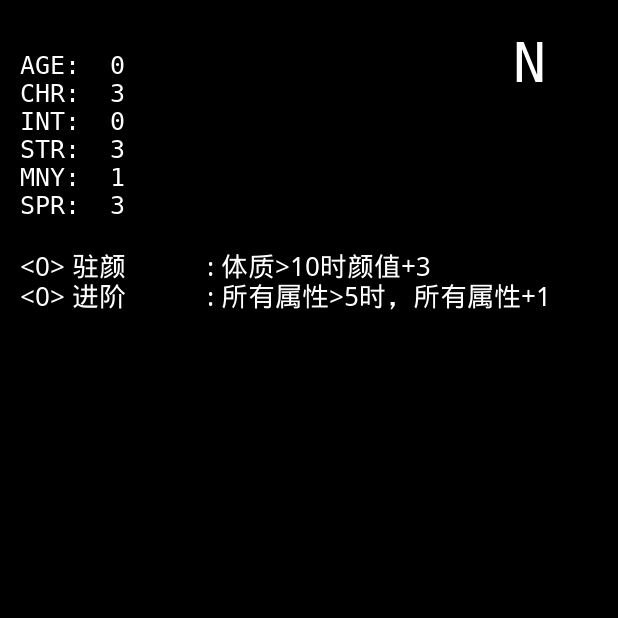 N
AGE: 0
CHR: 3
INT: 0
STR: 3
MNY: 1
SPR: 3
<0> 驻颜 : 体质>10时颜值+3
<0> 进阶 : 所有属性>5时，所有属性+1